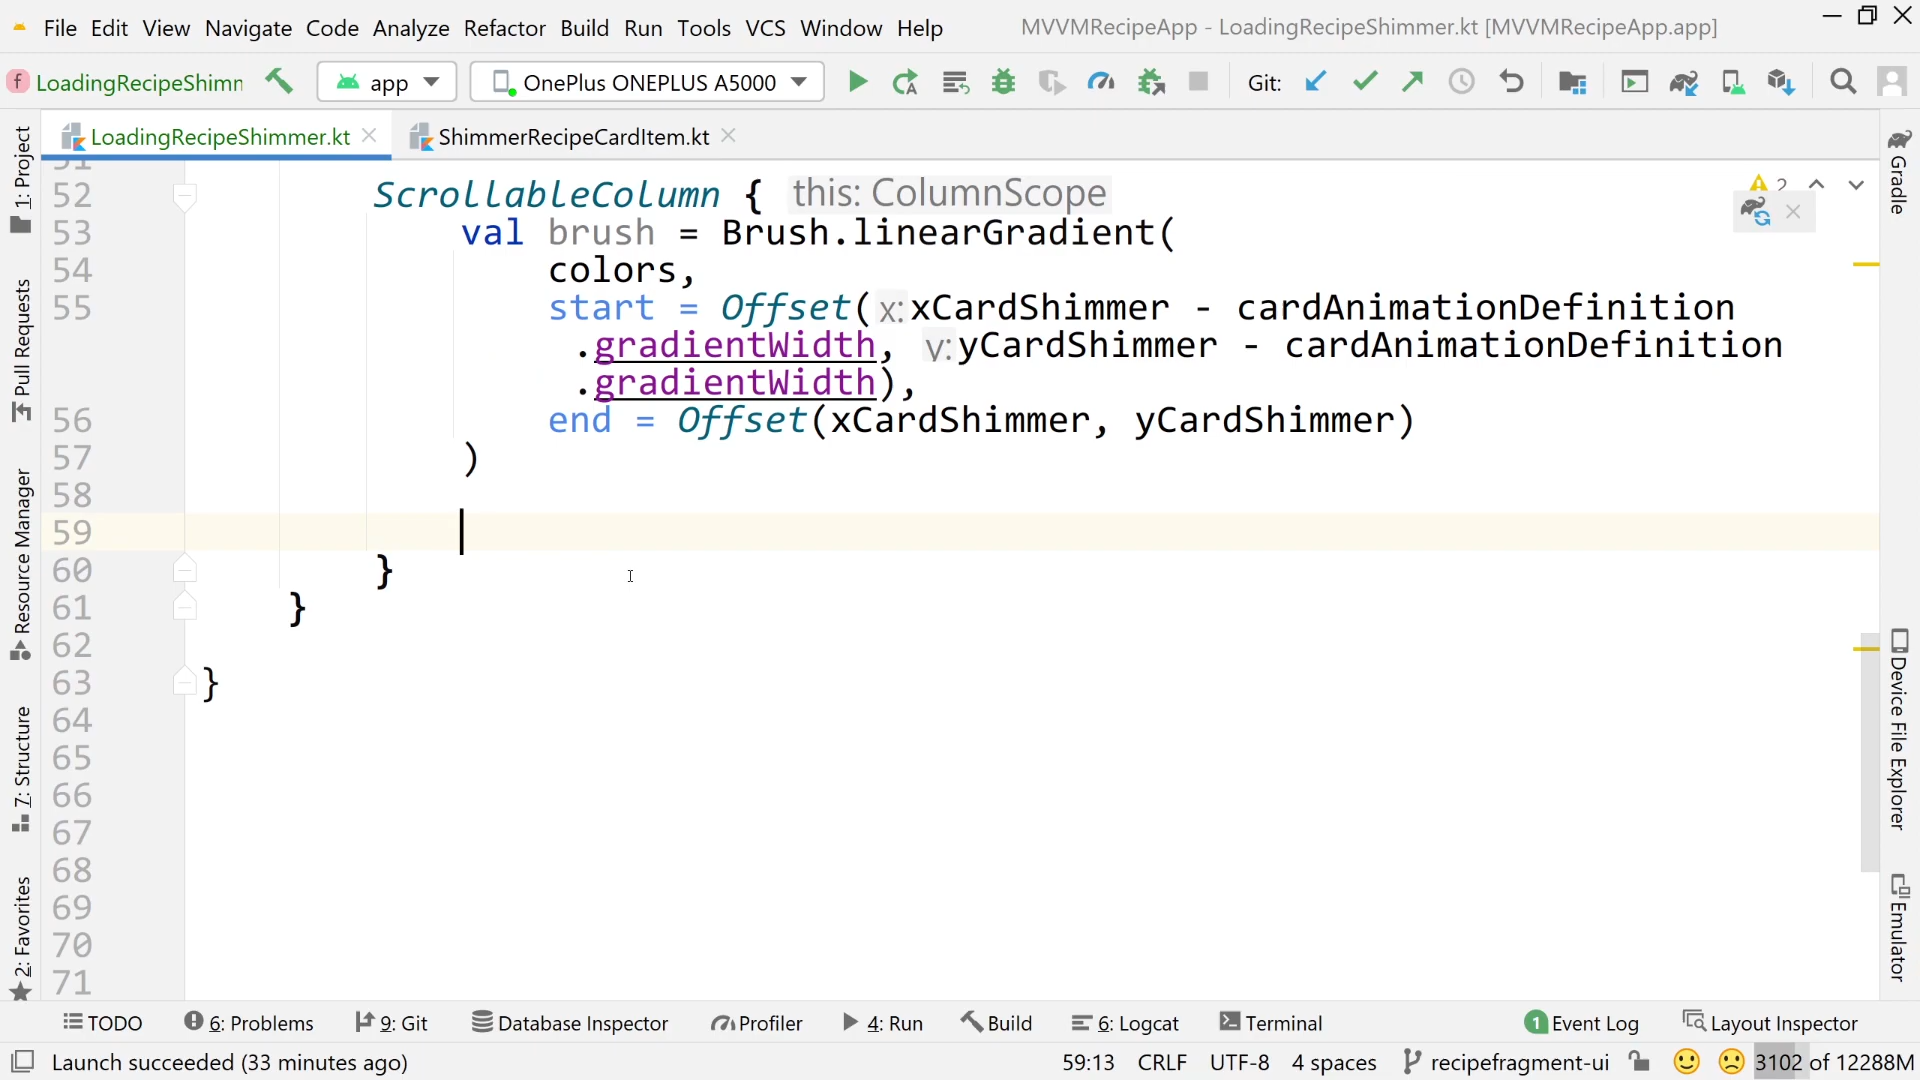 File Edit View Navigate Code Analyze Refactor Build Run Tools VCS Window Help MVVMRecipeApp - LoadingRecipeShimmer.kt [MVVMRecipeApp.app]
LoadingRecipeShimm app OnePlus ONEPLUS A5000 Git:
LoadingRecipeShimmer.kt ShimmerRecipeCardItem.kt
51
52 ScrollableColumn { this: ColumnScope 2
53 val brush = Brush.linearGradient(
54 colors,
55 start = Offset( x: xCardShimmer - cardAnimationDefinition
.gradientWidth, y: yCardShimmer - cardAnimationDefinition
.gradientWidth),
56 end = Offset(xCardShimmer, yCardShimmer)
57 )
58
59
60 }
61 }
62
63 }
64
65
66
67
68
69
70
71
1: Project
Pull Requests
Resource Manager
7: Structure
2: Favorites
Gradle
Device File Explorer
Emulator
TODO 6: Problems 9: Git Database Inspector Profiler 4: Run Build 6: Logcat Terminal 1 Event Log Layout Inspector
Launch succeeded (33 minutes ago) 59:13 CRLF UTF-8 4 spaces recipefragment-ui 3102 of 12288M